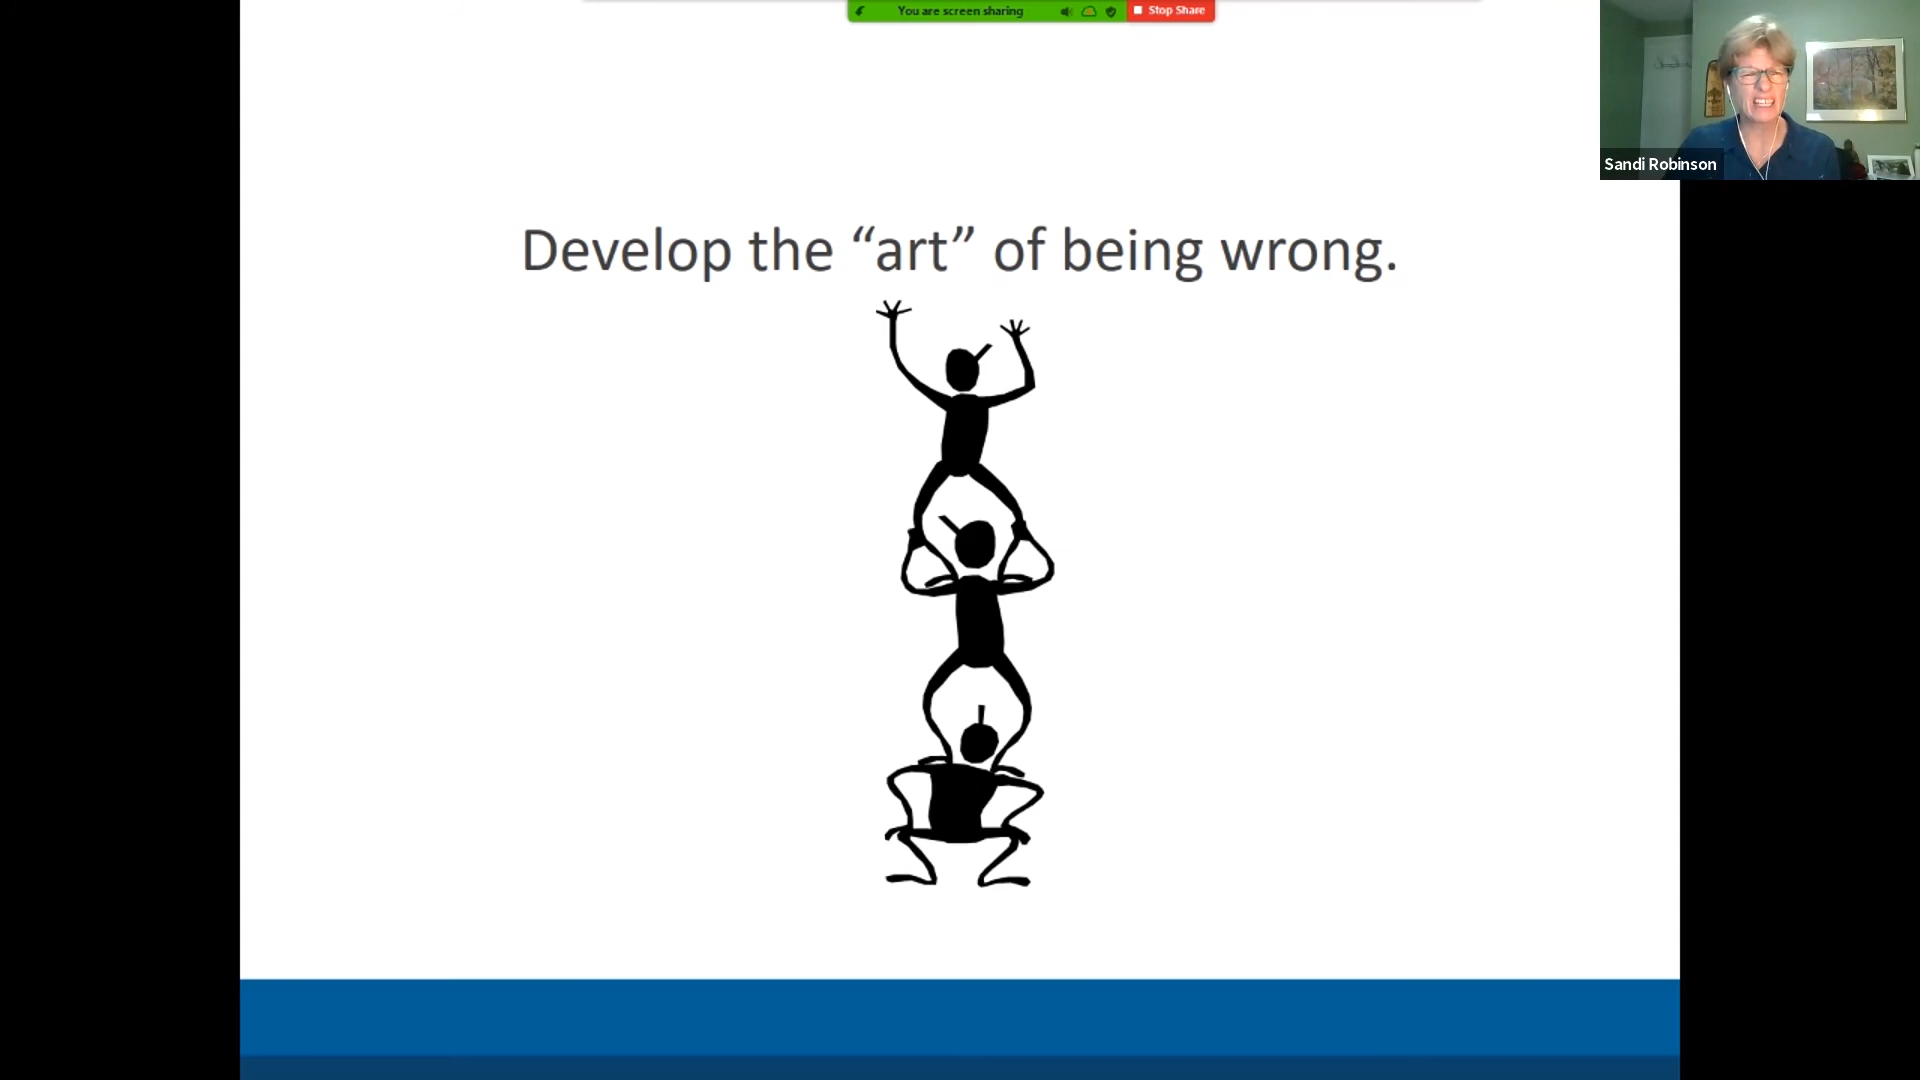 You are screen sharing
Stop Share
Sandi Robinson
Develop the “art” of being wrong.